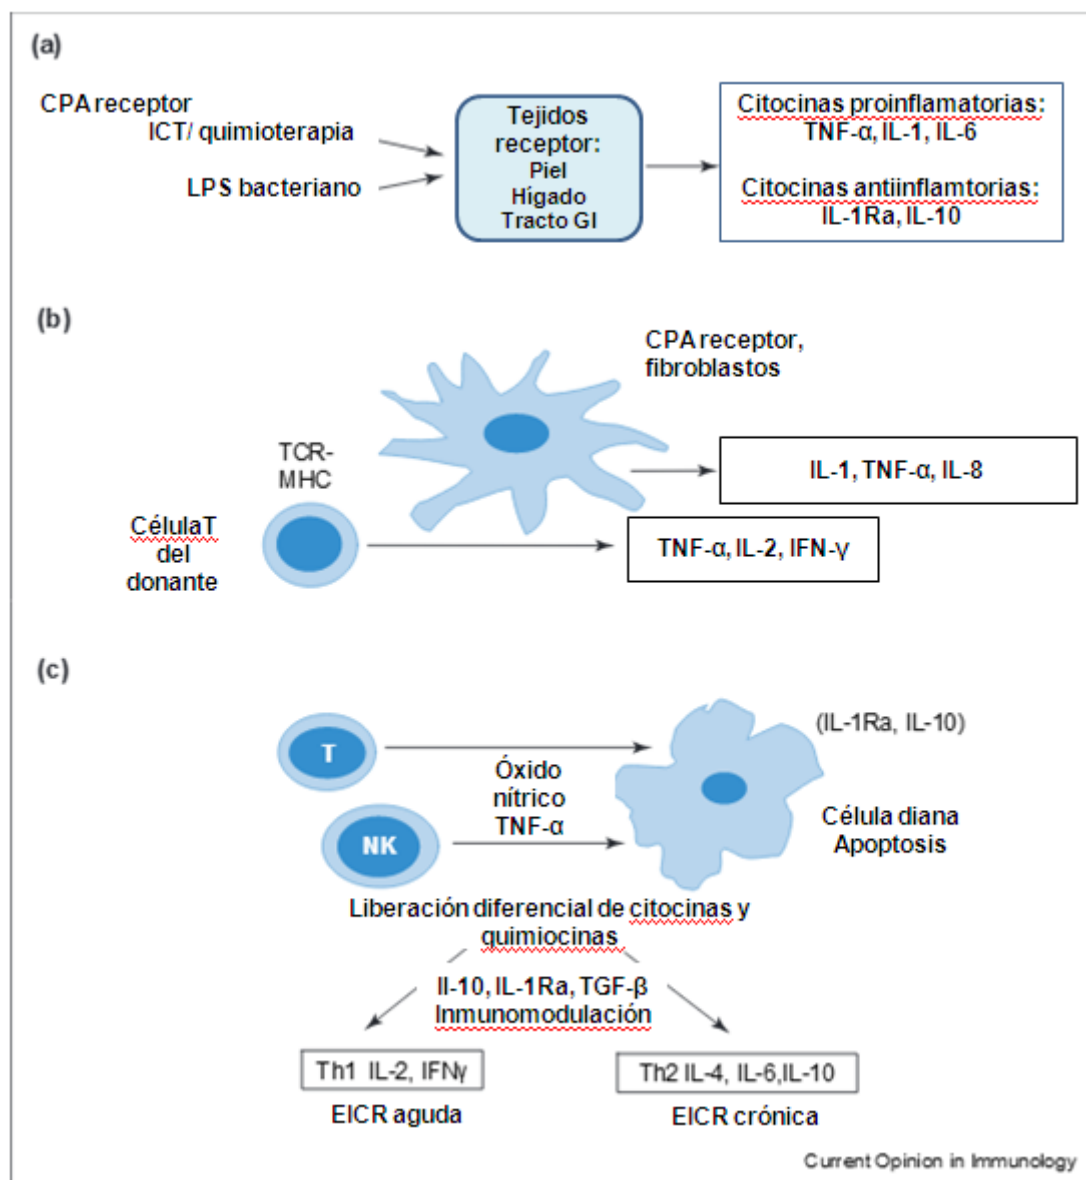 (a)
CPA receptor
ICT/ quimioterapia
LPS bacteriano
Tejidos
receptor:
Piel
Hígado
Tracto GI
Citocinas proinflamatorias:
TNF-α, IL-1, IL-6
Citocinas antiinflamtorias:
IL-1Ra, IL-10
(b)
CPA receptor,
fibroblastos
TCR-
MHC
IL-1, TNF-α, IL-8
CélulaT
del
donante
TNF-α, IL-2, IFN-γ
(c)
T
(IL-1Ra, IL-10)
Óxido
nítrico
TNF-α
NK
Célula diana
Apoptosis
Liberación diferencial de citocinas y
quimiocinas
Il-10, IL-1Ra, TGF-β
Inmunomodulación
Th1 IL-2, IFNγ
EICR aguda
Th2 IL-4, IL-6,IL-10
EICR crónica
Current Opinion in Immunology